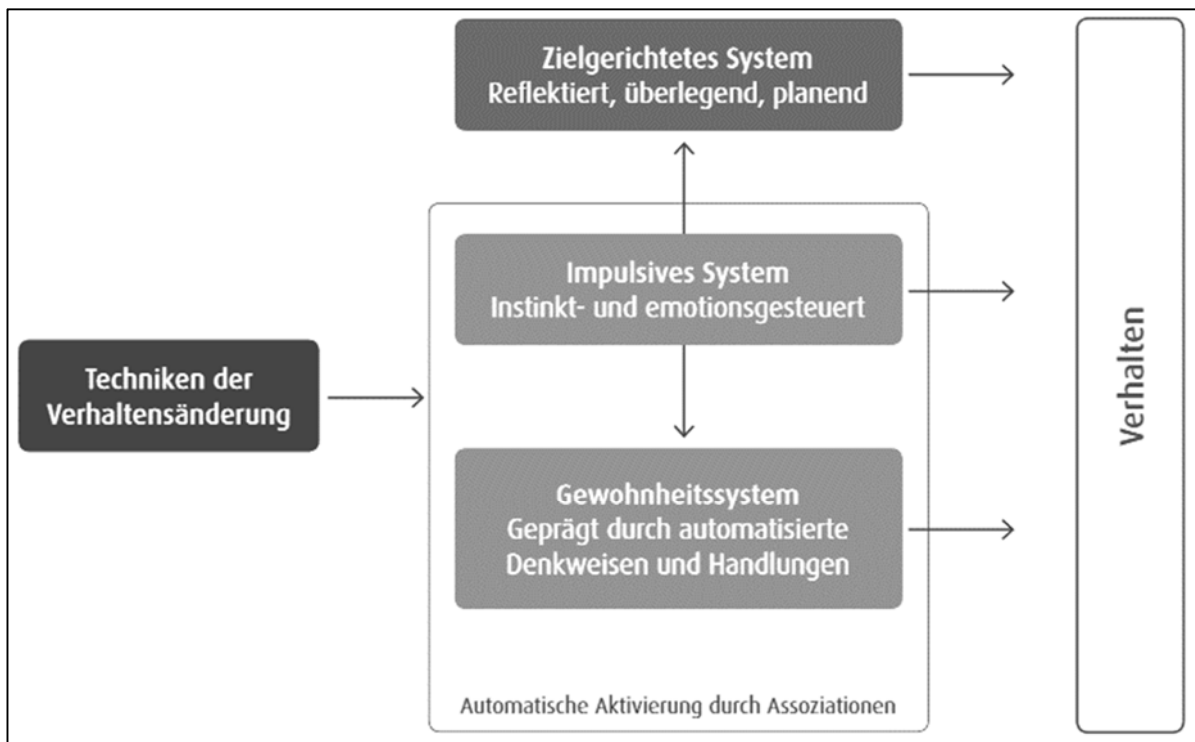 Zielgerichtetes System
Reflektiert, überlegend, planend
Impulsives System
Instinkt- und emotionsgesteuert
Techniken der
Verhaltensänderung
Gewohnheitssystem
Geprägt durch automatisierte
Denkweisen und Handlungen
Automatische Aktivierung durch Assoziationen
Verhalten